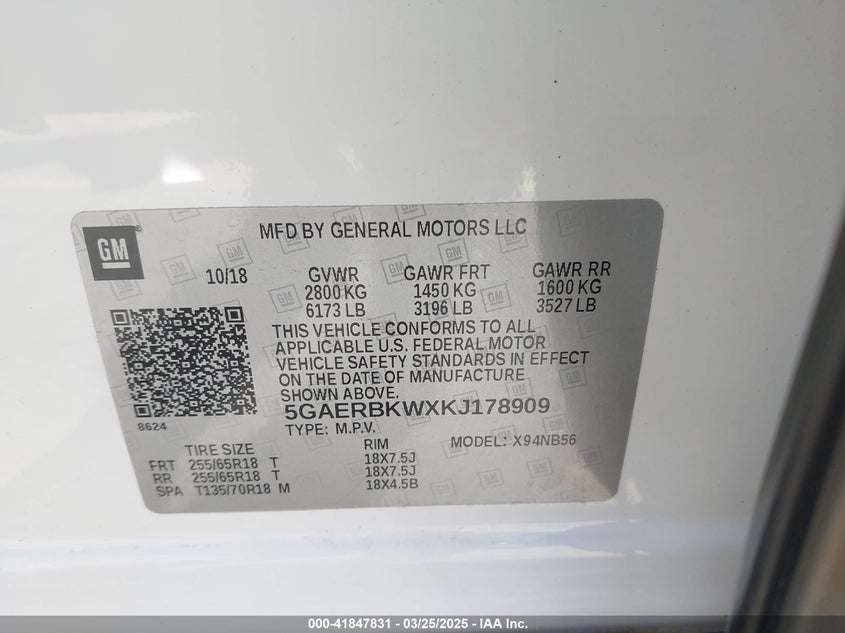 GM
MFD BY GENERAL MOTORS LLC
10/18 GVWR GAWR FRT GAWR RR
2800 KG 1450 KG 1600 KG
6173 LB 3196 LB 3527 LB
THIS VEHICLE CONFORMS TO ALL
APPLICABLE U.S. FEDERAL MOTOR
VEHICLE SAFETY STANDARDS IN EFFECT
ON THE DATE OF MANUFACTURE
SHOWN ABOVE.
8624
5GAERBKWXKJ178909
TYPE: M.P.V. MODEL: X94NB56
TIRE SIZE RIM
FRT 255/65R18 T 18X7.5J
RR 255/65R18 T 18X7.5J
SPA T135/70R18 M 18X4.5B
000-41847831 - 03/25/2025 - IAA Inc.